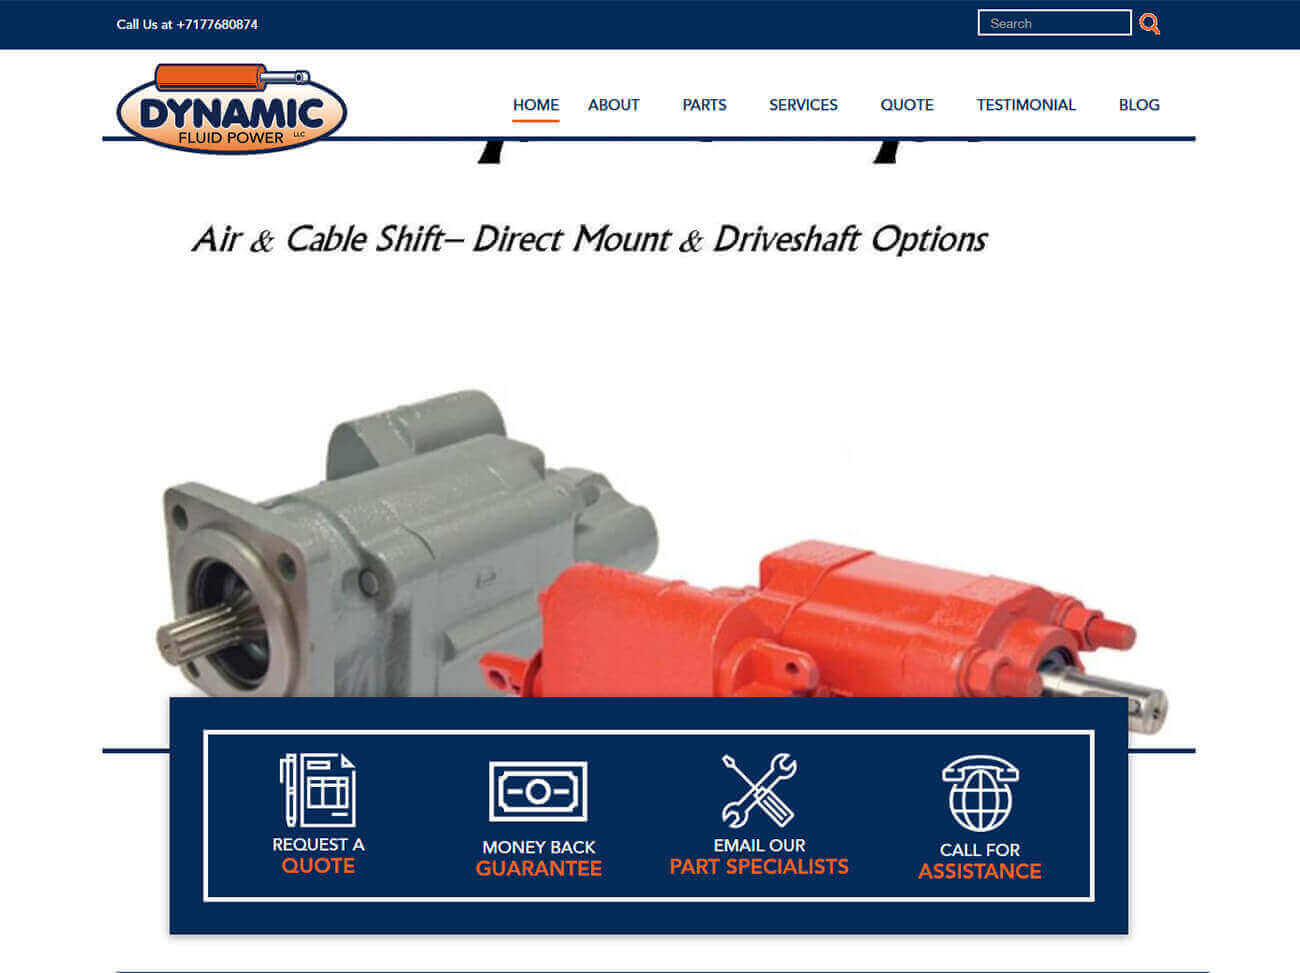 Call Us at +7177680874
Search
DYNAMIC
FLUID POWER LLC
HOME ABOUT PARTS SERVICES QUOTE TESTIMONIAL BLOG
Air & Cable Shift– Direct Mount & Driveshaft Options
REQUEST A
QUOTE
MONEY BACK
GUARANTEE
EMAIL OUR
PART SPECIALISTS
CALL FOR
ASSISTANCE